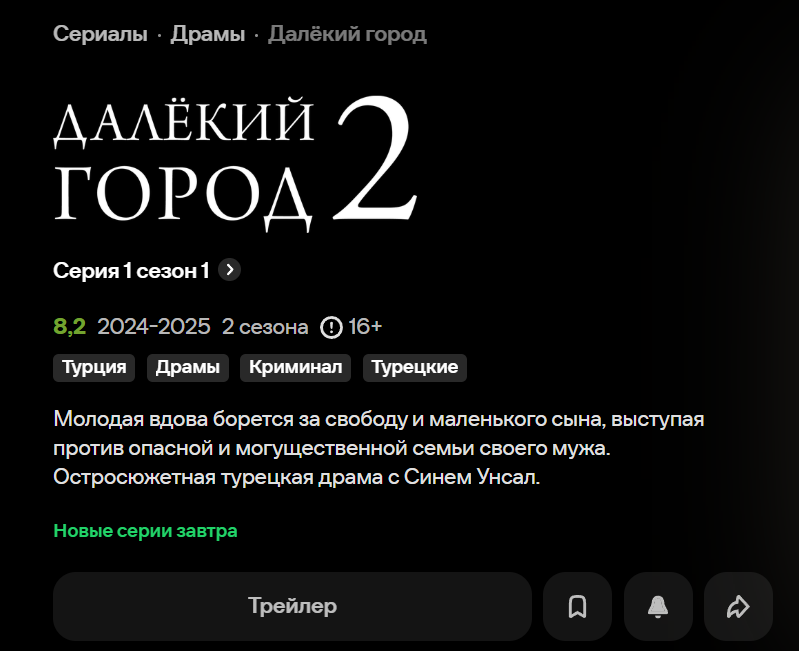 Сериалы · Драмы · Далёкий город
ДАЛЁКИЙ
ГОРОД 2
Серия 1 сезон 1
8,2 2024–2025 2 сезона 16+
Турция Драмы Криминал Турецкие
Молодая вдова борется за свободу и маленького сына, выступая
против опасной и могущественной семьи своего мужа.
Остросюжетная турецкая драма с Синем Унсал.
Новые серии завтра
Трейлер